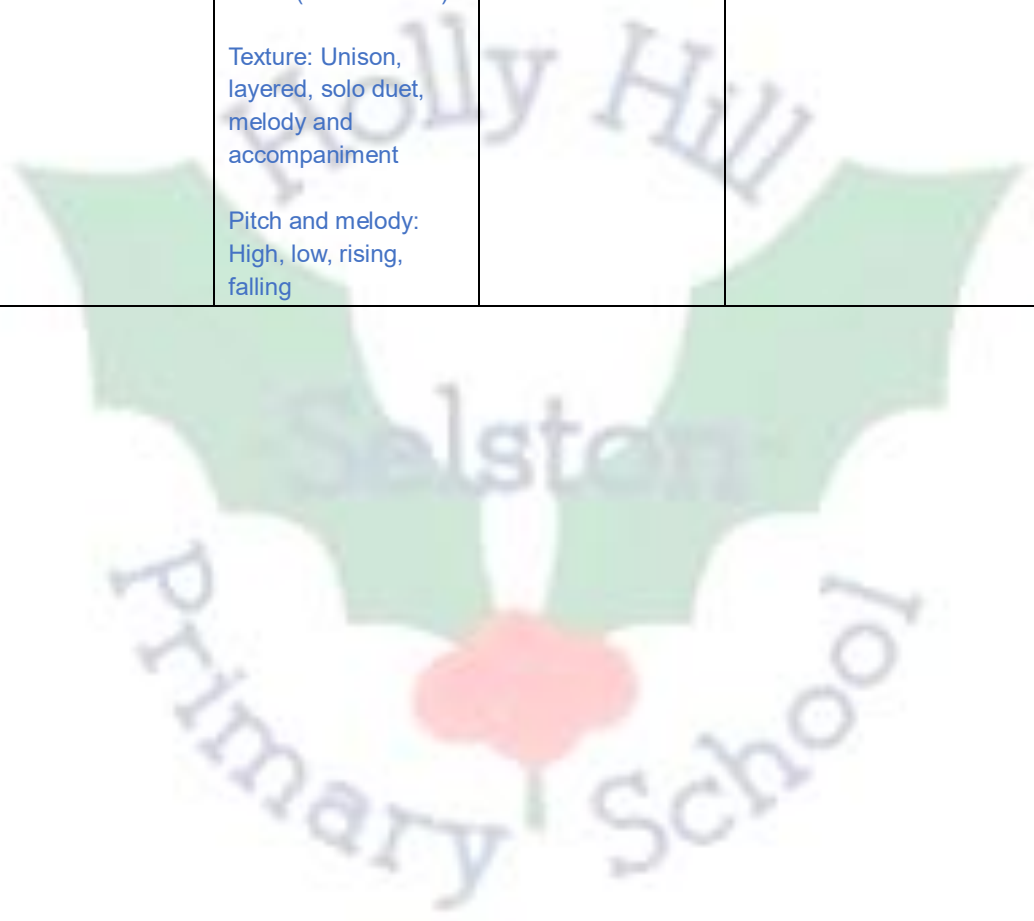 Texture: Unison,
layered, solo duet,
melody and
accompaniment
Pitch and melody:
High, low, rising,
falling
Holly Hill
Selston
Primary School